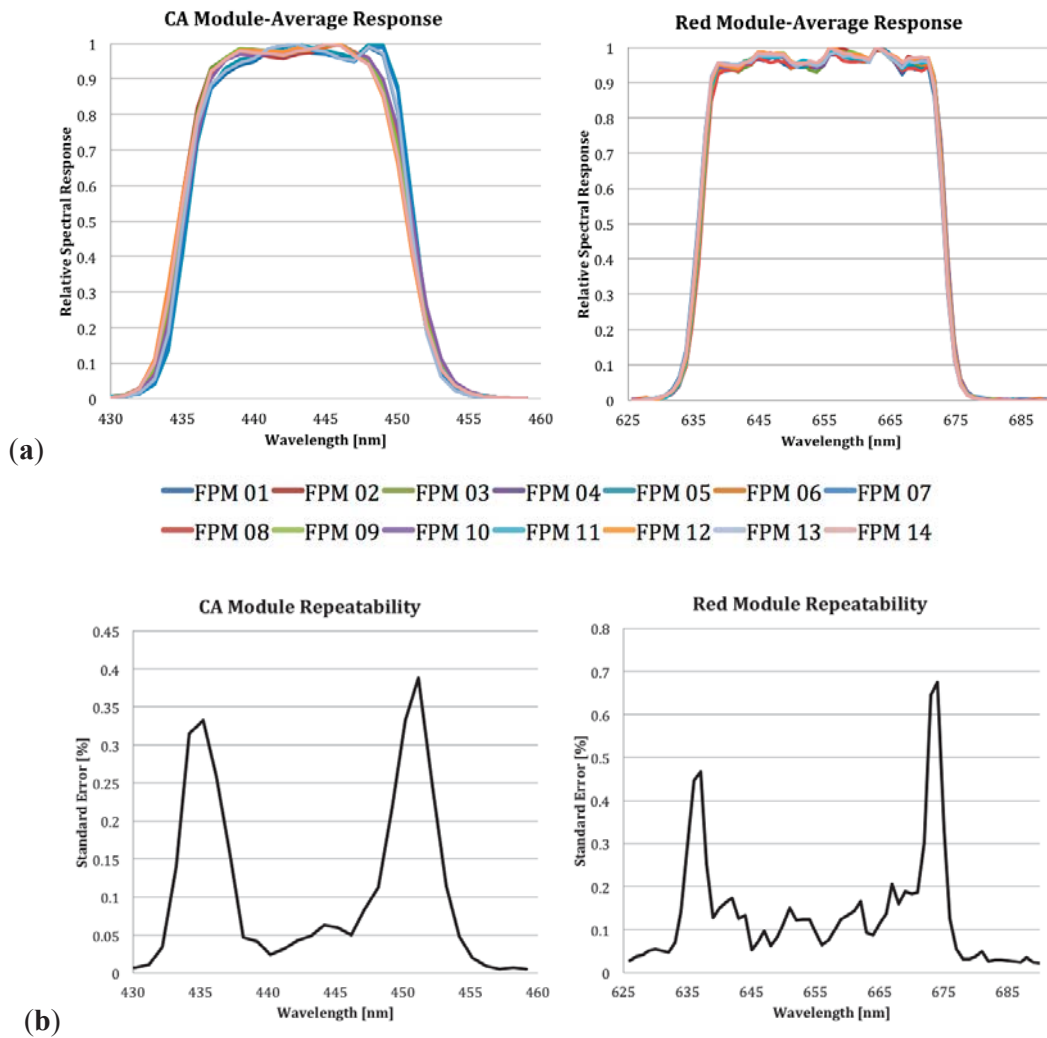 CA Module-Average Response
Relative Spectral Response
1
0.9
0.8
0.7
0.6
0.5
0.4
0.3
0.2
0.1
0
430 435 440 445 450 455 460
Wavelength [nm]
Red Module-Average Response
Relative Spectral Response
1
0.9
0.8
0.7
0.6
0.5
0.4
0.3
0.2
0.1
0
625 635 645 655 665 675 685
Wavelength [nm]
(a)
FPM 01 FPM 02 FPM 03 FPM 04 FPM 05 FPM 06 FPM 07
FPM 08 FPM 09 FPM 10 FPM 11 FPM 12 FPM 13 FPM 14
CA Module Repeatability
Standard Error [%]
0.45
0.4
0.35
0.3
0.25
0.2
0.15
0.1
0.05
0
430 435 440 445 450 455 460
Wavelength [nm]
Red Module Repeatability
Standard Error [%]
0.8
0.7
0.6
0.5
0.4
0.3
0.2
0.1
0
625 635 645 655 665 675 685
Wavelength [nm]
(b)